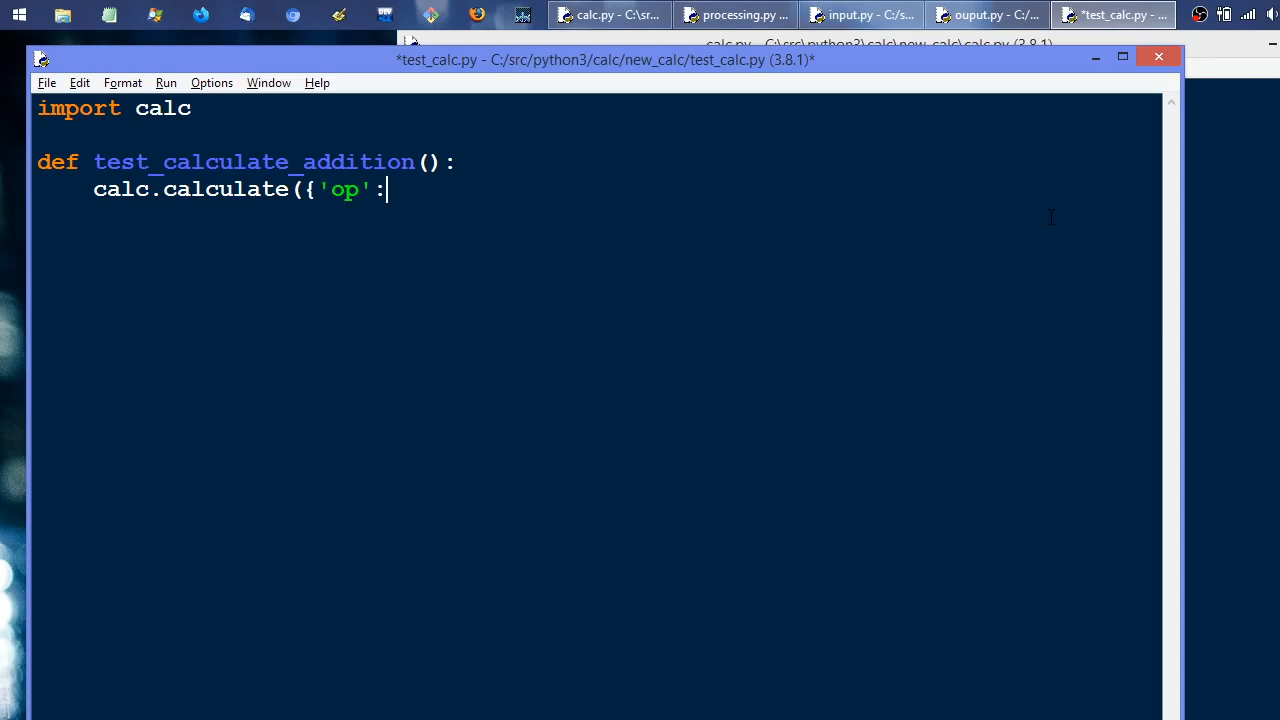 calc.py - C:\sr...
processing.py ...
input.py - C:/s...
ouput.py - C:/...
*test_calc.py - ...
calc.py - C:\src\python3\calc\new_calc\calc.py (3.8.1)
*test_calc.py - C:/src/python3/calc/new_calc/test_calc.py (3.8.1)*
File Edit Format Run Options Window Help
import calc
def test_calculate_addition():
calc.calculate({'op':